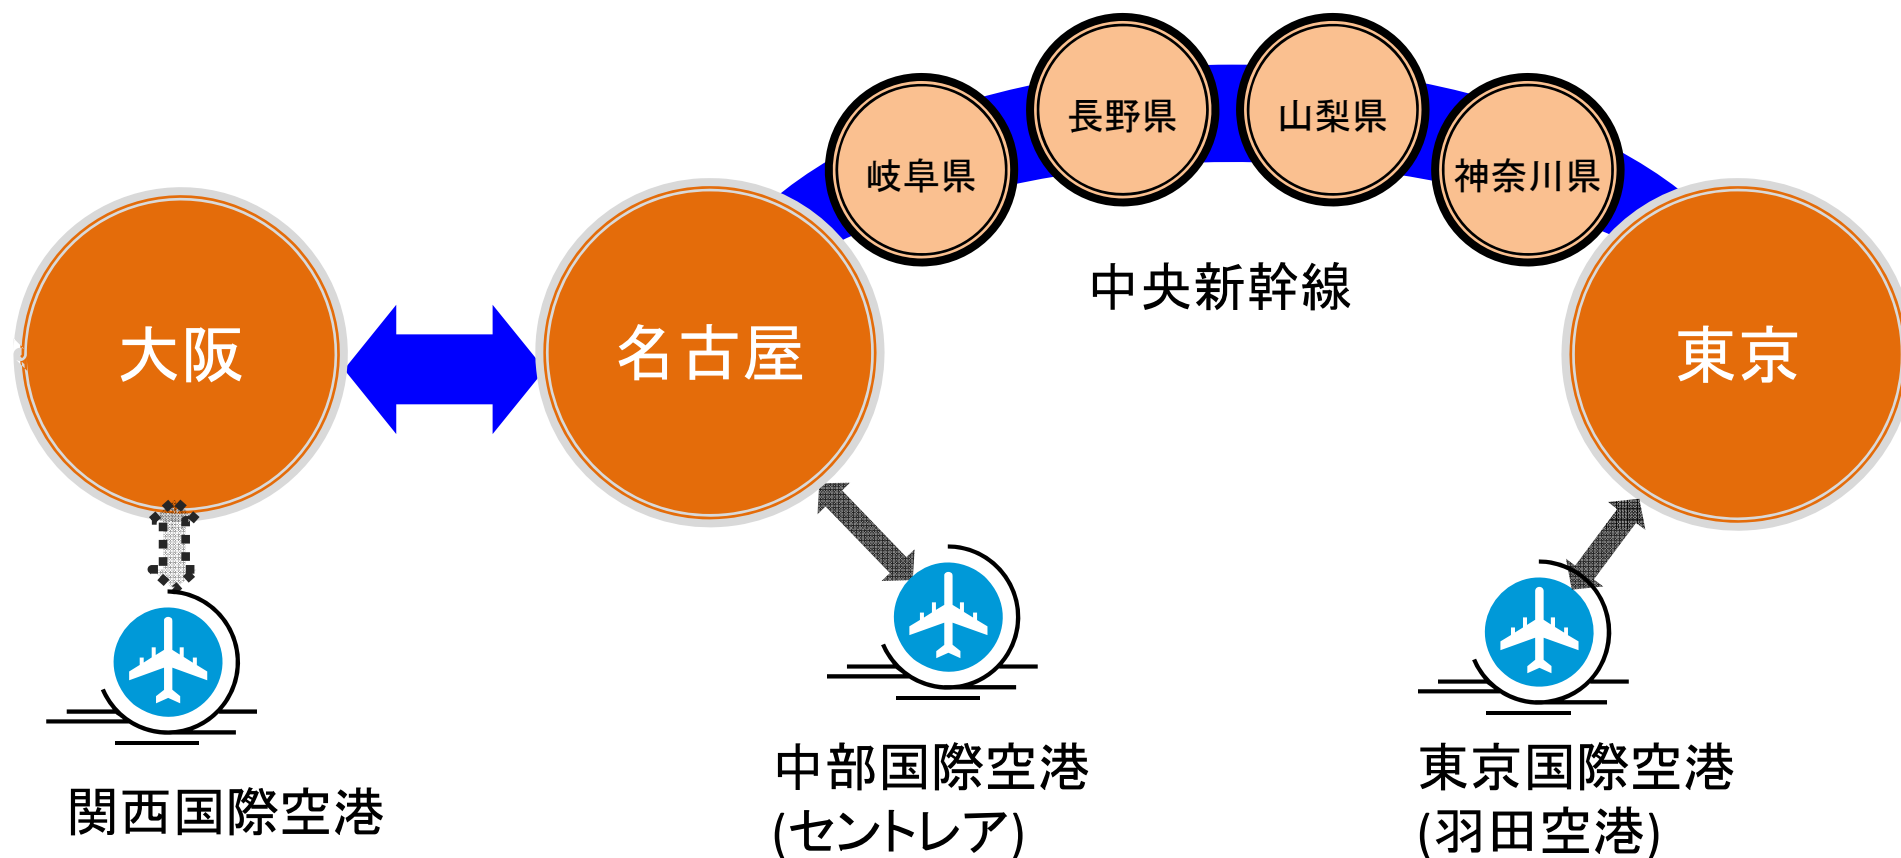 長野県
山梨県
岐阜県
神奈川県
中央新幹線
大阪
名古屋
東京
関西国際空港
中部国際空港
(セントレア)
東京国際空港
(羽田空港)